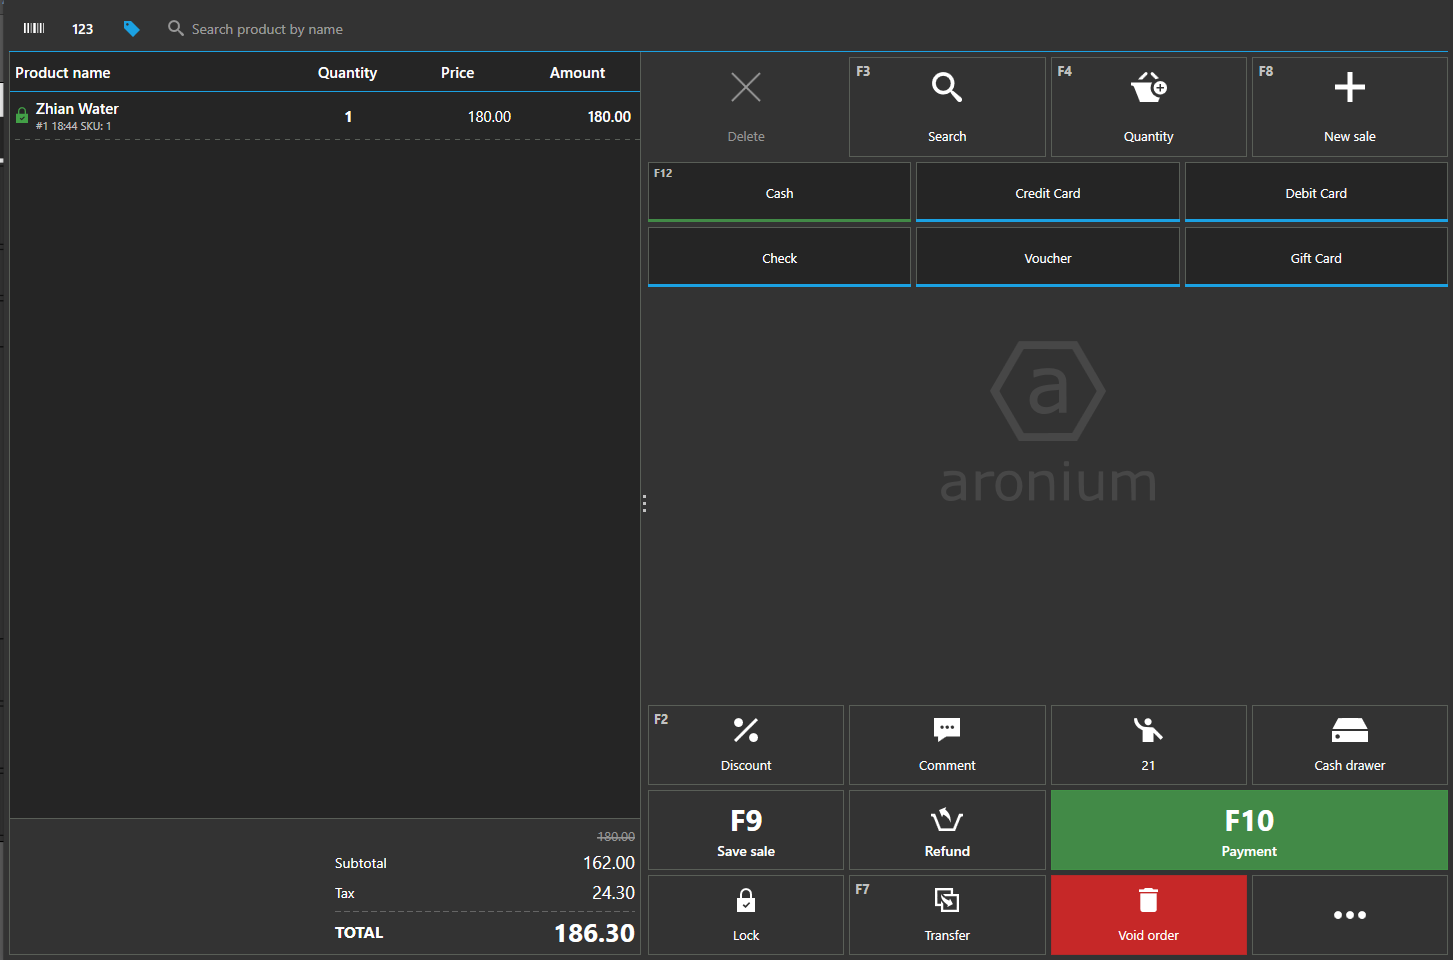 123
Search product by name
Product name Quantity Price Amount
Zhian Water 1 180.00 180.00
#1 18:44 SKU: 1
180.00
Subtotal 162.00
Tax 24.30
TOTAL 186.30
Delete
F3 Search
F4 Quantity
F8 New sale
F12 Cash
Credit Card
Debit Card
Check
Voucher
Gift Card
a
aronium
F2 Discount
Comment
21
Cash drawer
F9
Save sale
Refund
F10
Payment
Lock
F7 Transfer
Void order